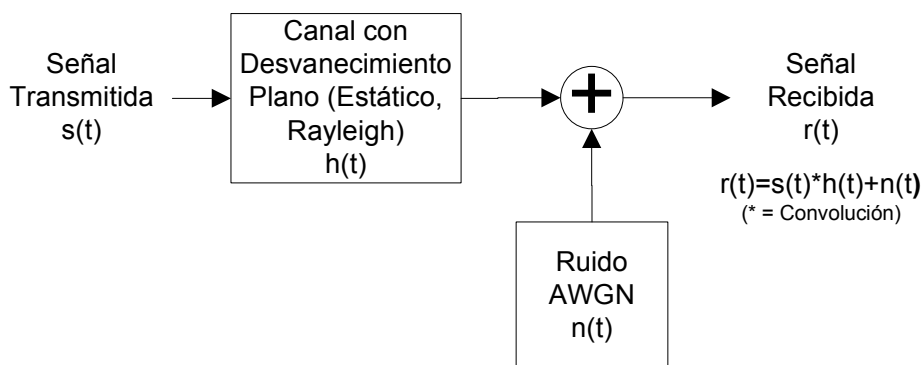 Señal
Transmitida
s(t)
Canal con
Desvanecimiento
Plano (Estático,
Rayleigh)
h(t)
+
Señal
Recibida
r(t)
r(t)=s(t)*h(t)+n(t)
(* = Convolución)
Ruido
AWGN
n(t)